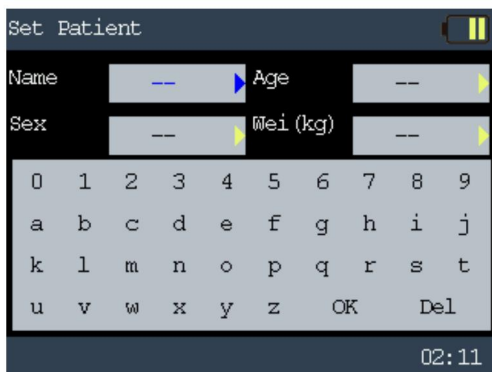 Set Patient
Name -- Age --
Sex -- Wei(kg) --
0 1 2 3 4 5 6 7 8 9
a b c d e f g h i j
k l m n o p q r s t
u v w x y z OK Del
02:11